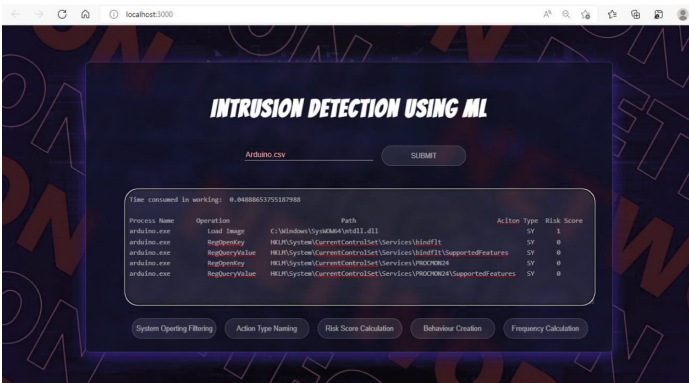 localhost:3000
INTRUSION DETECTION USING ML
Arduino.csv SUBMIT
Time consumed in working: 0.04888653755187988
Process Name Operation Path Aciton Type Risk Score
arduino.exe Load Image C:\Windows\SysWOW64\ntdll.dll SY 1
arduino.exe RegOpenKey HKLM\System\CurrentControlSet\Services\bindflt SY 0
arduino.exe RegQueryValue HKLM\System\CurrentControlSet\Services\bindflt\SupportedFeatures SY 0
arduino.exe RegOpenKey HKLM\System\CurrentControlSet\Services\PROCMON24 SY 0
arduino.exe RegQueryValue HKLM\System\CurrentControlSet\Services\PROCMON24\SupportedFeatures SY 0
System Operting Filtering Action Type Naming Risk Score Calculation Behaviour Creation Frequency Calculation